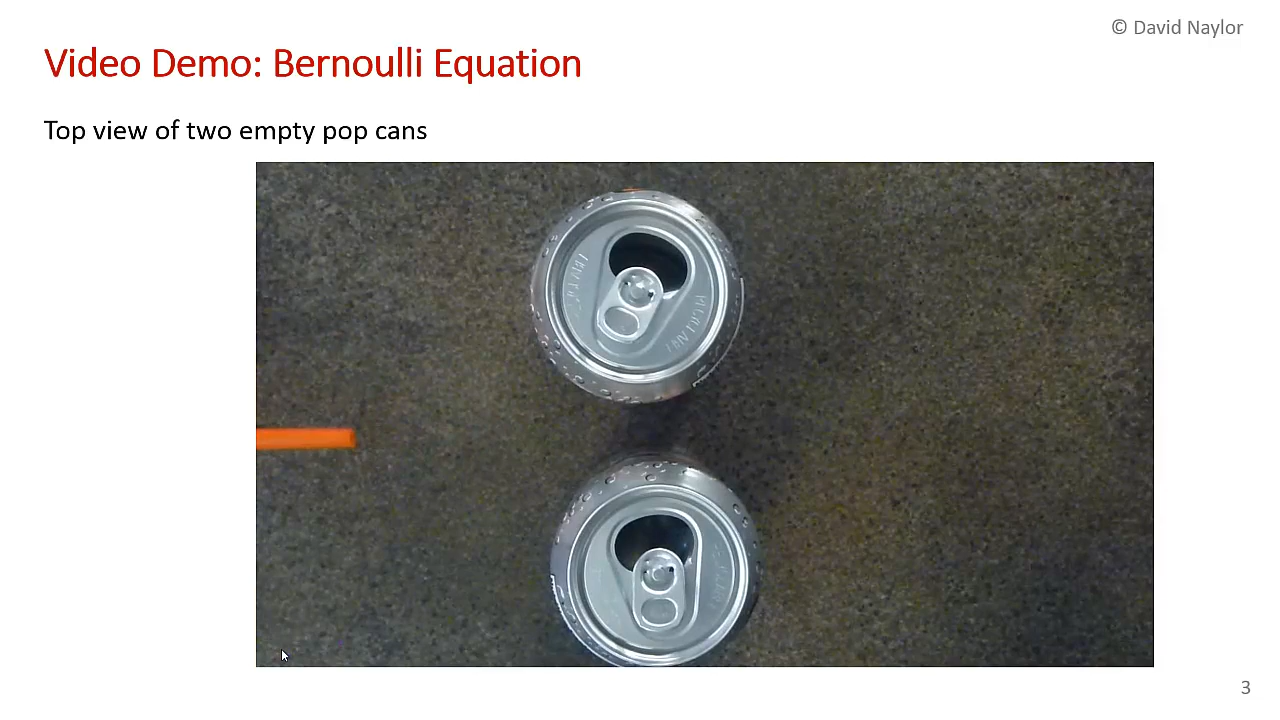 © David Naylor
Video Demo: Bernoulli Equation
Top view of two empty pop cans
3